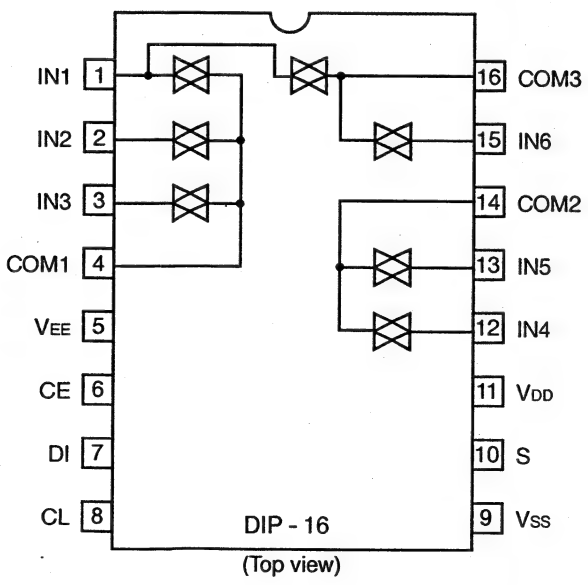 IN1 1 16 COM3
IN2 2 15 IN6
IN3 3 14 COM2
COM1 4 13 IN5
VEE 5 12 IN4
CE 6 11 VDD
DI 7 10 S
CL 8 9 VSS
DIP - 16
(Top view)